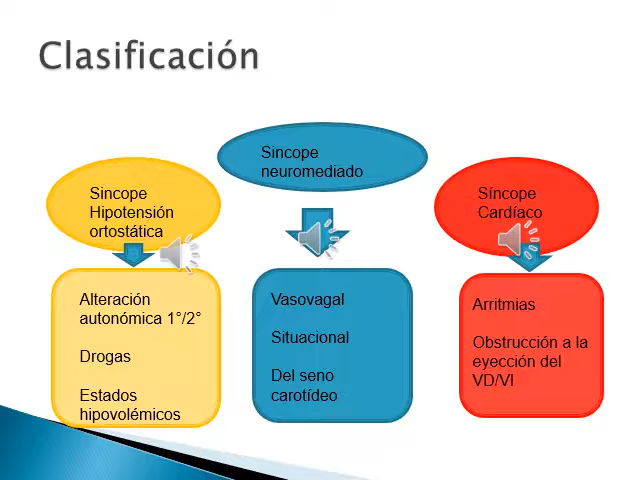 Clasificación
Sincope
Hipotensión
ortostática
Sincope
neuromediado
Síncope
Cardíaco
Alteración
autonómica 1°/2°
Drogas
Estados
hipovolémicos
Vasovagal
Situacional
Del seno
carotídeo
Arritmias
Obstrucción a la
eyección del
VD/VI